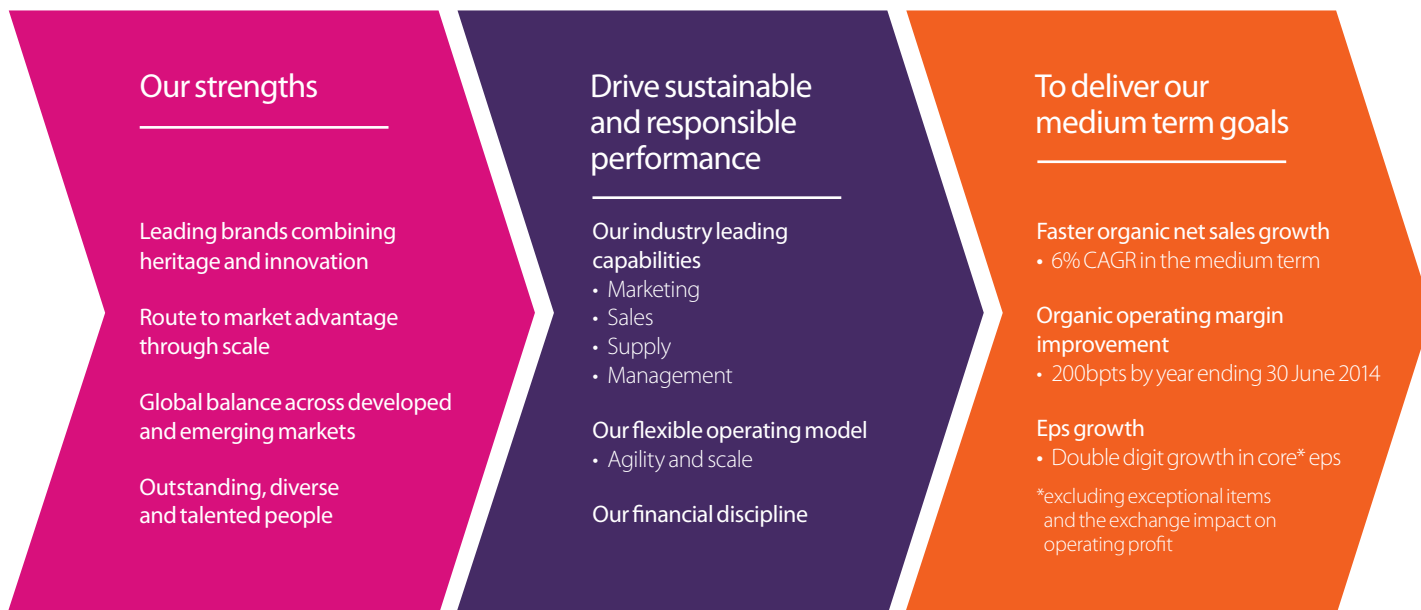 Our strengths
Leading brands combining
heritage and innovation
Route to market advantage
through scale
Global balance across developed
and emerging markets
Outstanding, diverse
and talented people
Drive sustainable
and responsible
performance
Our industry leading
capabilities
• Marketing
• Sales
• Supply
• Management
Our flexible operating model
• Agility and scale
Our financial discipline
To deliver our
medium term goals
Faster organic net sales growth
• 6% CAGR in the medium term
Organic operating margin
improvement
• 200bpts by year ending 30 June 2014
Eps growth
• Double digit growth in core* eps
*excluding exceptional items
and the exchange impact on
operating profit